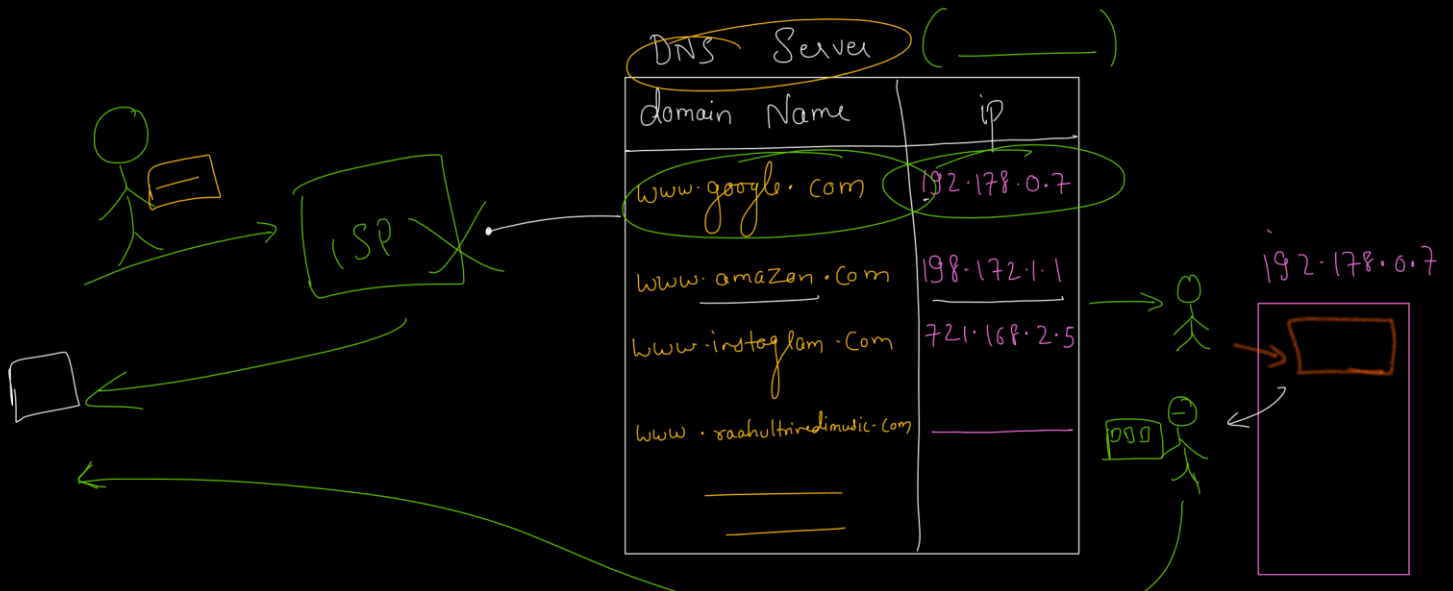 DNS Server
domain Name ip
www.google.com 192.178.0.7
www.amazon.com 198.172.1.1
www.instaglam.com 721.168.2.5
www.raahultrivedimusic.com
ISP
192.178.0.7